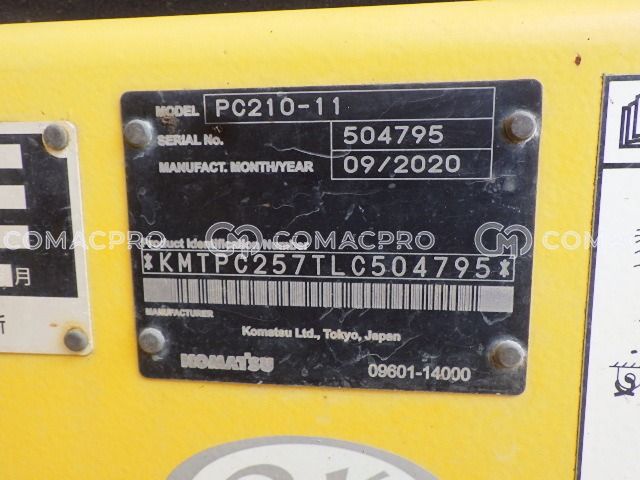 MODEL PC210-11
SERIAL No. 504795
MANUFACT. MONTH/YEAR 09/2020
COMACPRO COMACPRO
Product Identification Number
*KMTPC257TLC504795*
MANUFACTURER
Komatsu Ltd., Tokyo, Japan
KOMATSU 09601-14000
月
所